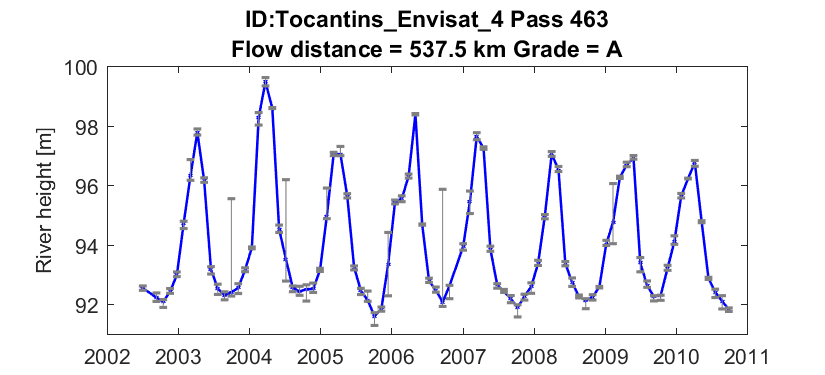 ID:Tocantins_Envisat_4 Pass 463
Flow distance = 537.5 km Grade = A
River height [m]
100
98
96
94
92
2002 2003 2004 2005 2006 2007 2008 2009 2010 2011